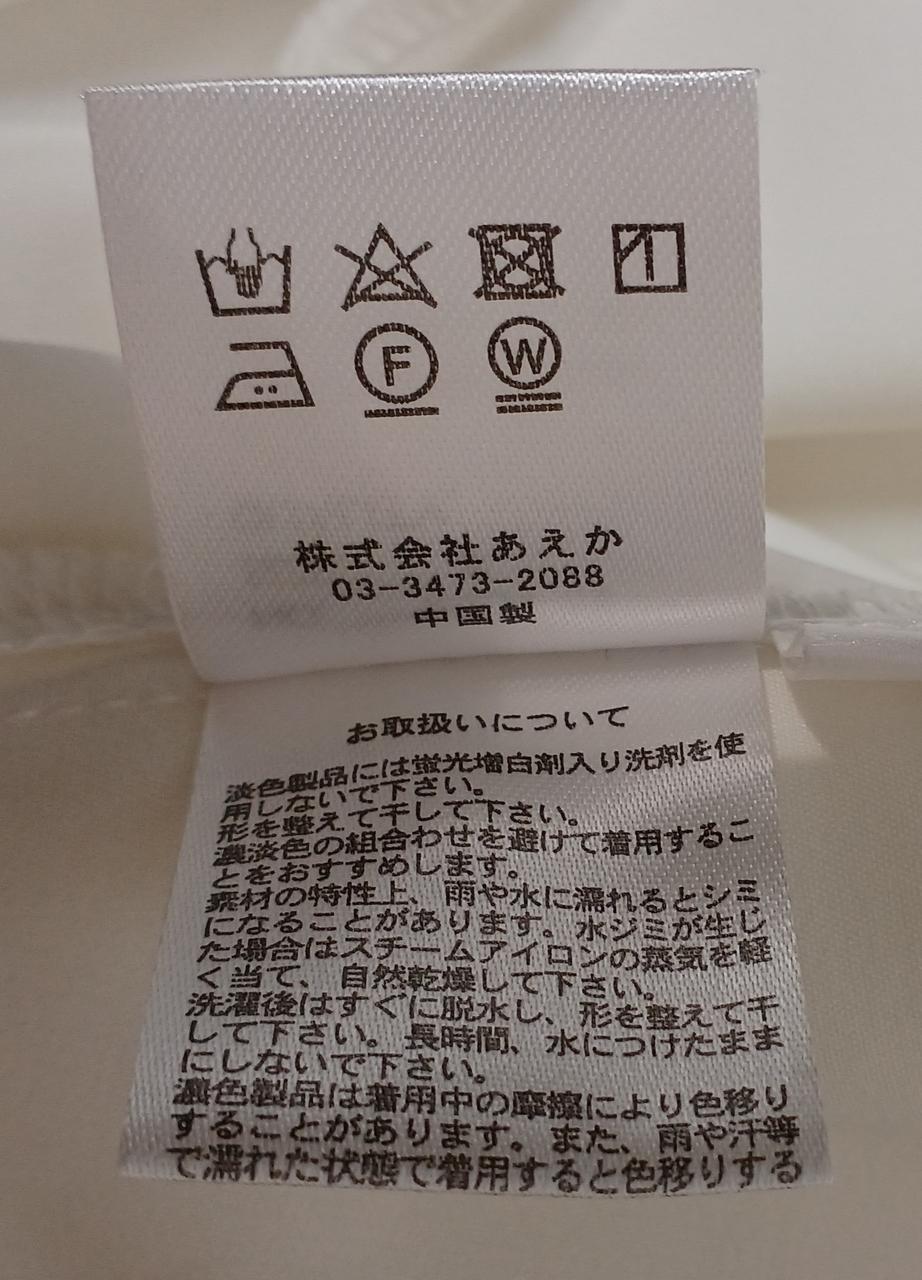 F W
株式会社あえか
03-3473-2088
中国製
お取扱いについて
淡色製品には蛍光増白剤入り洗剤を使
用しないで下さい。
形を整えて干して下さい。
濃淡色の組合わせを避けて着用するこ
とをおすすめします。
素材の特性上、雨や水に濡れるとシミ
になることがあります。水ジミが生じ
た場合はスチームアイロンの蒸気を軽
く当て、自然乾燥して下さい。
洗濯後はすぐに脱水し、形を整えて干
して下さい。長時間、水につけたまま
にしないで下さい。
濃色製品は着用中の摩擦により色移り
することがあります。また、雨や汗等
で濡れた状態で着用すると色移りする